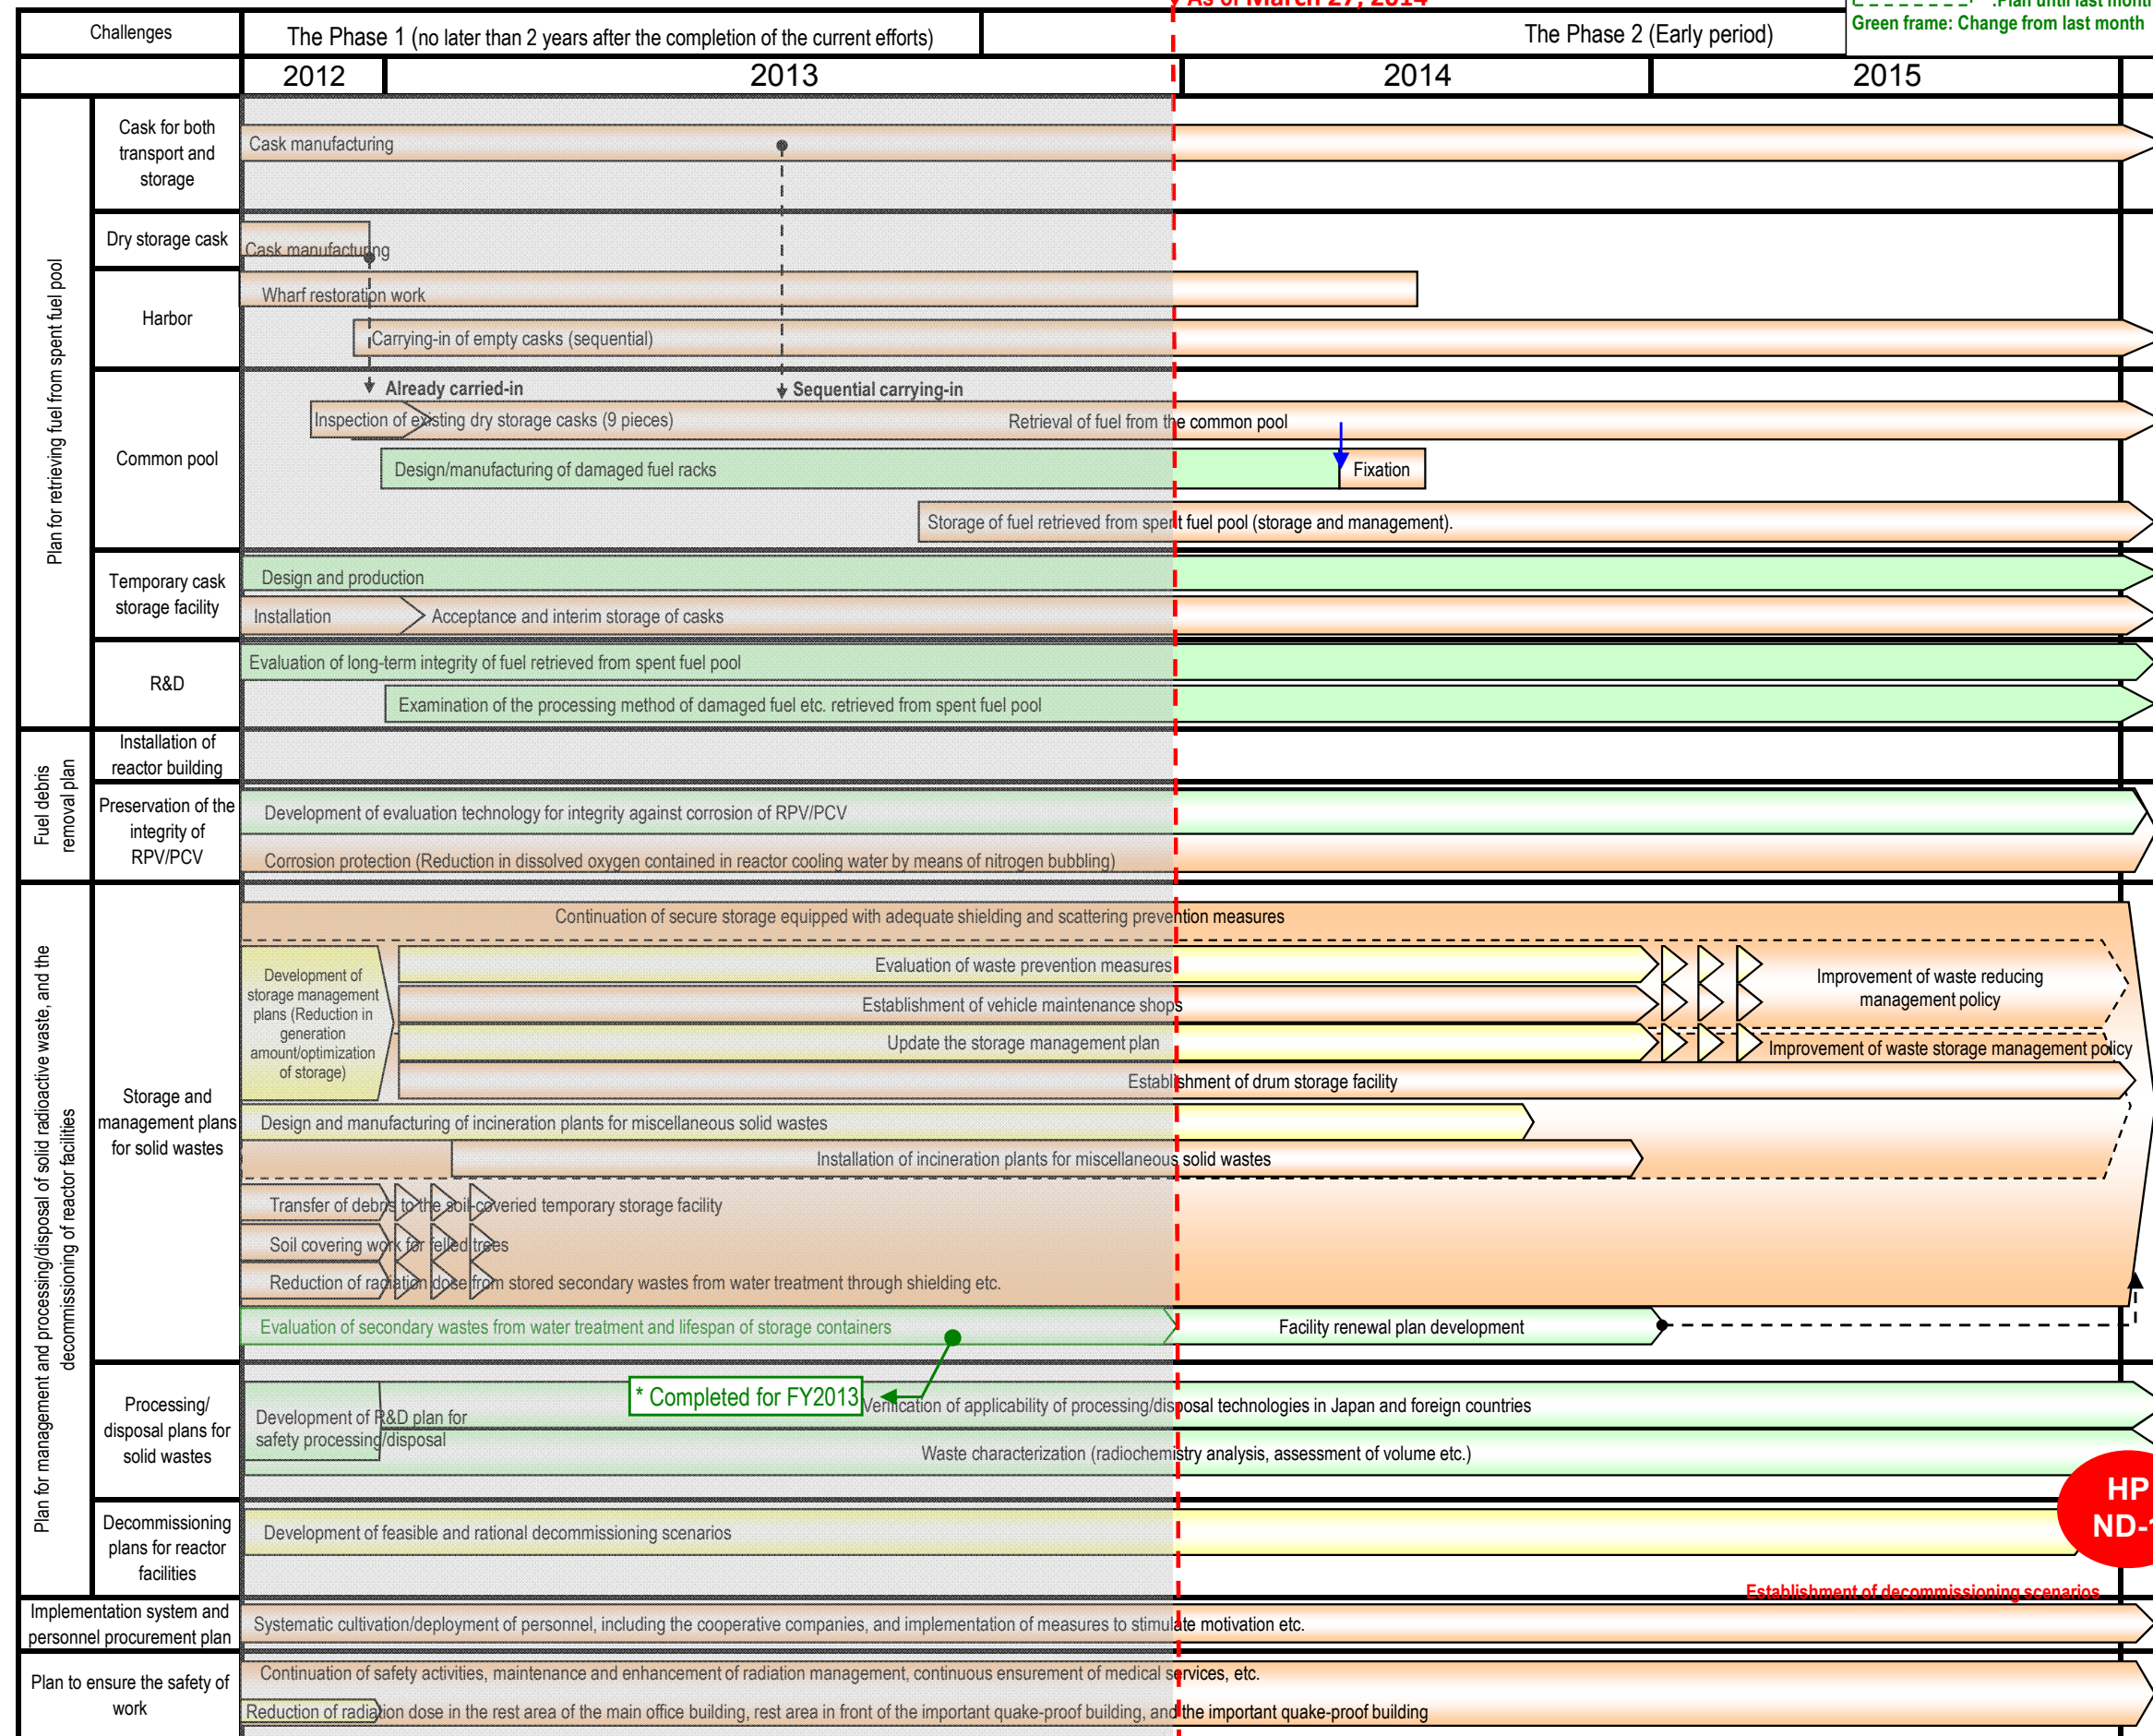 As of March 27, 2014
:Plan until last month
Green frame: Change from last month
Challenges
The Phase 1 (no later than 2 years after the completion of the current efforts)
The Phase 2 (Early period)
2012
2013
2014
2015
Plan for retrieving fuel from spent fuel pool
Cask for both
transport and
storage
Cask manufacturing
Dry storage cask
Cask manufacturing
Harbor
Wharf restoration work
Carrying-in of empty casks (sequential)
Common pool
Already carried-in
Sequential carrying-in
Inspection of existing dry storage casks (9 pieces)
Retrieval of fuel from the common pool
Design/manufacturing of damaged fuel racks
Fixation
Storage of fuel retrieved from spent fuel pool (storage and management).
Temporary cask
storage facility
Design and production
Installation
Acceptance and interim storage of casks
R&D
Evaluation of long-term integrity of fuel retrieved from spent fuel pool
Examination of the processing method of damaged fuel etc. retrieved from spent fuel pool
Fuel debris
removal plan
Installation of
reactor building
Preservation of the
integrity of
RPV/PCV
Development of evaluation technology for integrity against corrosion of RPV/PCV
Corrosion protection (Reduction in dissolved oxygen contained in reactor cooling water by means of nitrogen bubbling)
Plan for management and processing/disposal of solid radioactive waste, and the
decommissioning of reactor facilities
Storage and
management plans
for solid wastes
Continuation of secure storage equipped with adequate shielding and scattering prevention measures
Development of
storage management
plans (Reduction in
generation
amount/optimization
of storage)
Evaluation of waste prevention measures
Establishment of vehicle maintenance shops
Improvement of waste reducing
management policy
Update the storage management plan
Improvement of waste storage management policy
Establishment of drum storage facility
Design and manufacturing of incineration plants for miscellaneous solid wastes
Installation of incineration plants for miscellaneous solid wastes
Transfer of debris to the soil-coveried temporary storage facility
Soil covering work for felled trees
Reduction of radiation dose from stored secondary wastes from water treatment through shielding etc.
Evaluation of secondary wastes from water treatment and lifespan of storage containers
Facility renewal plan development
Processing/
disposal plans for
solid wastes
* Completed for FY2013
Development of R&D plan for
safety processing/disposal
Verification of applicability of processing/disposal technologies in Japan and foreign countries
Waste characterization (radiochemistry analysis, assessment of volume etc.)
HP
ND-1
Decommissioning
plans for reactor
facilities
Development of feasible and rational decommissioning scenarios
Establishment of decommissioning scenarios
Implementation system and
personnel procurement plan
Systematic cultivation/deployment of personnel, including the cooperative companies, and implementation of measures to stimulate motivation etc.
Plan to ensure the safety of
work
Continuation of safety activities, maintenance and enhancement of radiation management, continuous ensurement of medical services, etc.
Reduction of radiation dose in the rest area of the main office building, rest area in front of the important quake-proof building, and the important quake-proof building